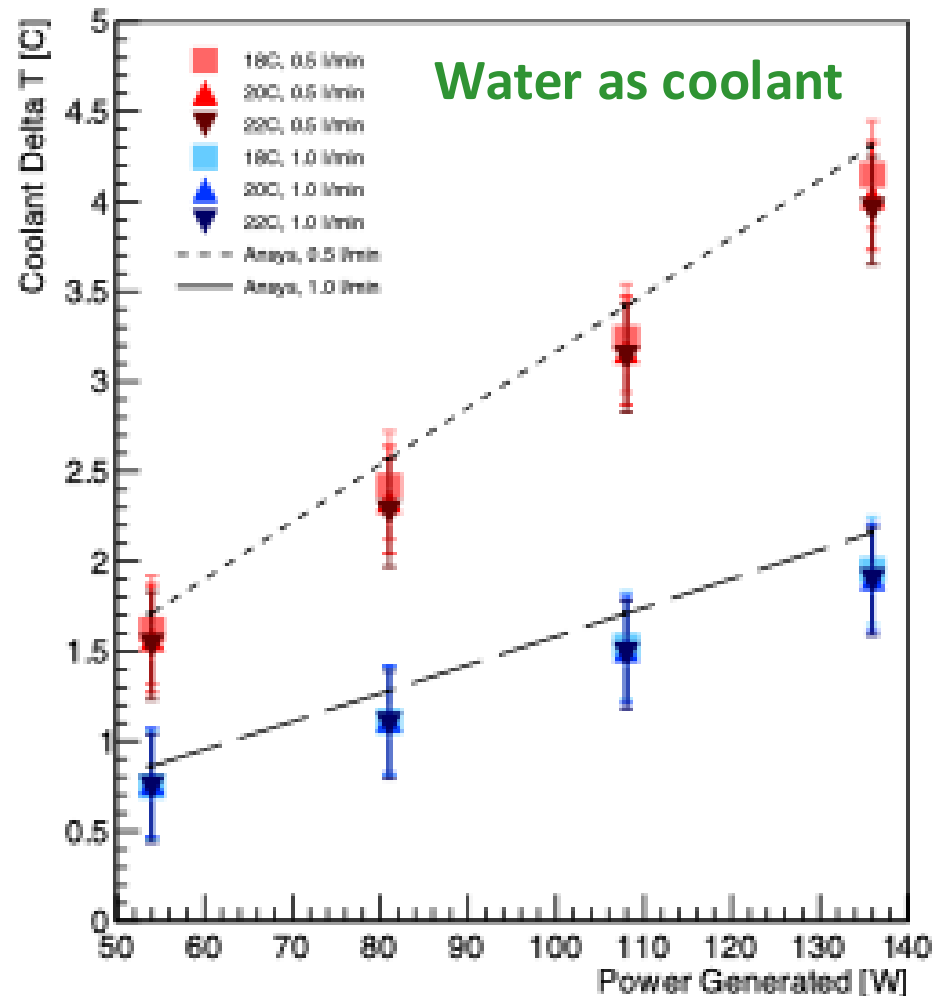 Water as coolant
Coolant Delta T [C]
5
4.5
4
3.5
3
2.5
2
1.5
1
0.5
0
18C, 0.5 l/min
20C, 0.5 l/min
22C, 0.5 l/min
18C, 1.0 l/min
20C, 1.0 l/min
22C, 1.0 l/min
Ansys, 0.5 l/min
Ansys, 1.0 l/min
50 60 70 80 90 100 110 120 130 140
Power Generated [W]